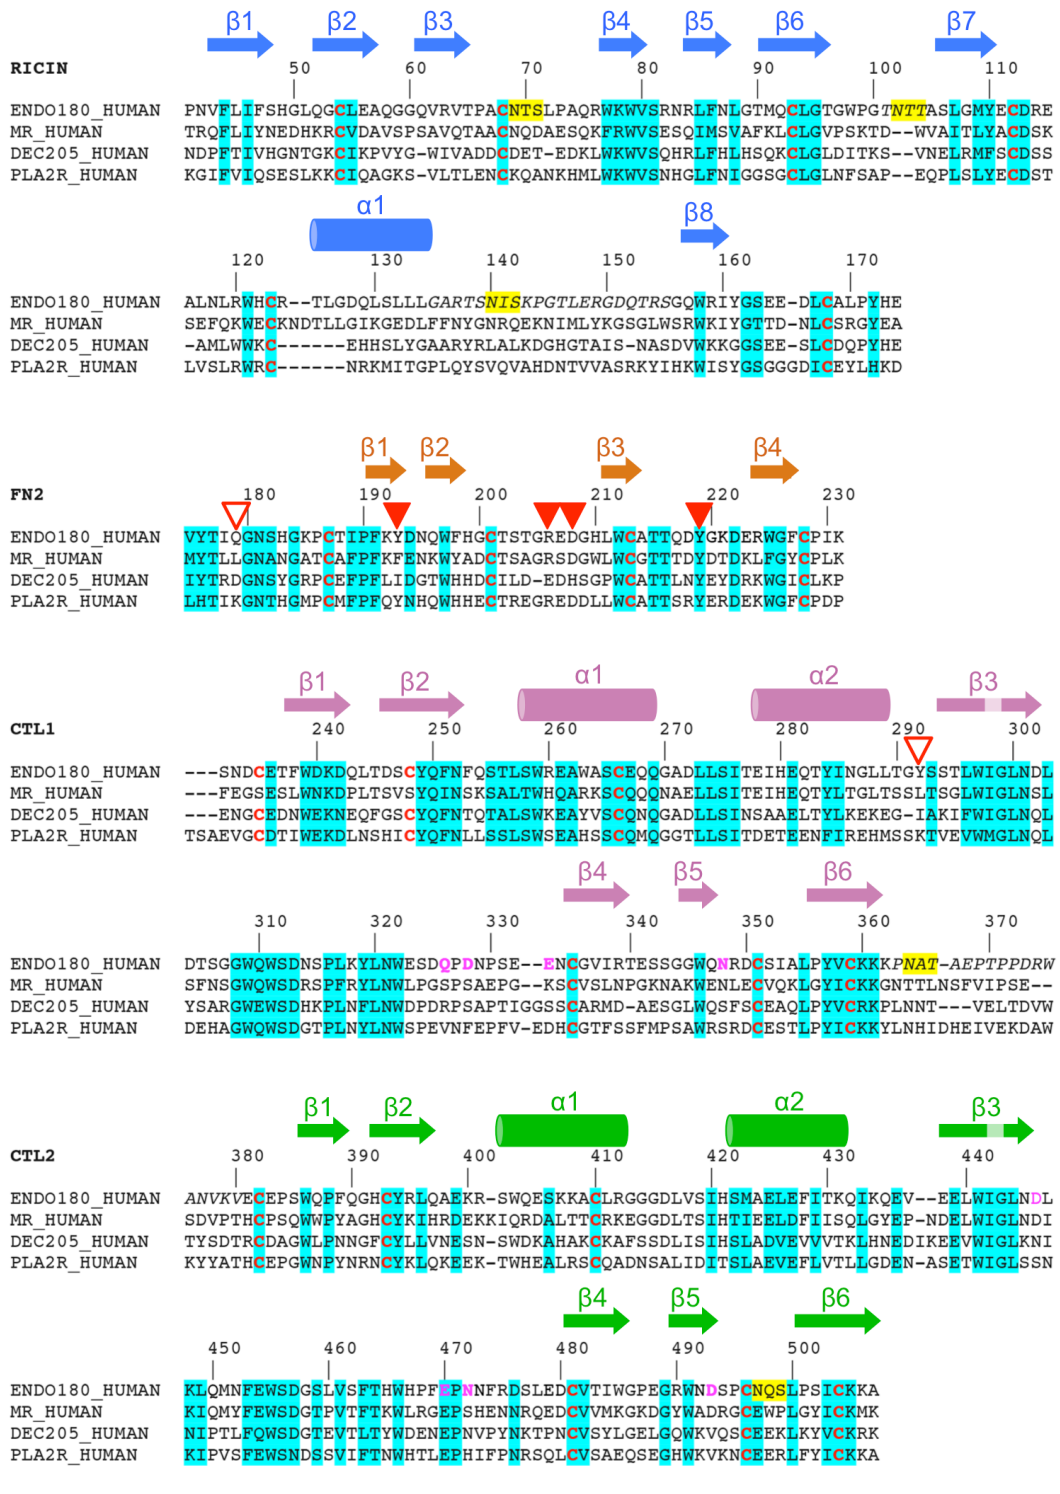 β1 β2 β3 β4 β5 β6 β7
RICIN 50 60 70 80 90 100 110
ENDO180_HUMAN PNVFLIFSHGLQGCLEAQGGQVRVTPACNTSLPAQRWKWVSRNRLFNLGTMQCLGTGWPGTNTTASLGMYECDRE
MR_HUMAN TRQFLIYNEDHKRCVDAVSPSAVQTAACNQDAESQKFRWVSESQIMSVAFKLCLGVPSKTD--WVAITLYACDSK
DEC205_HUMAN NDPFTIVHGNTGKCIKPVYG-WIVADDCDET-EDKLWKWVSQHRLFHLHSQKCLGLDITKS--VNELRMFSCDSS
PLA2R_HUMAN KGIFVIQSESLKKCIQAGKS-VLTLENCKQANKHMLWKWVSNHGLFNIGGSGCLGLNFSAP--EQPLSLYECDST
α1 β8
120 130 140 150 160 170
ENDO180_HUMAN ALNLRWHCR--TLGDQLSLLLGARTSNISKPGTLERGDQTRSGQWRIYGSEE-DLCALPYHE
MR_HUMAN SEFQKWECKNDTLLGIKGEDLFFNYGNRQEKNIMLYKGSGLWSRWKIYGTTD-NLCSRGYEA
DEC205_HUMAN -AMLWWKC------EHHSLYGAARYRLALKDGHGTAIS-NASDVWKKGGSEE-SLCDQPYHE
PLA2R_HUMAN LVSLRWRC------NRKMITGPLQYSVQVAHDNTVVASRKYIHKWISYGSGGGDICEYLHKD
β1 β2 β3 β4
FN2 180 190 200 210 220 230
ENDO180_HUMAN VYTIQGNSHGKPCTIPFKYDNQWFHGCTSTGREDGHLWCATTQDYGKDERWGFCPIK
MR_HUMAN MYTLLGNANGATCAFPFKFENKWYADCTSAGRSDGWLWCGTTTDYDTDKLFGYCPLK
DEC205_HUMAN IYTRDGNSYGRPCEFPFLIDGTWHHDCILD-EDHSGPWCATTLNYEYDRKWGICLKP
PLA2R_HUMAN LHTIKGNTHGMPCMFPFQYNHQWHHECTREGREDDLLWCATTSRYERDEKWGFCPDP
β1 β2 α1 α2 β3
CTL1 240 250 260 270 280 290 300
ENDO180_HUMAN ---SNDCETFWDKDQLTDSCYQFNFQSTLSWREAWASCEQQGADLLSITEIHEQTYINGLLTGYSSTLWIGLNDL
MR_HUMAN ---FEGSESLWNKDPLTSVSYQINSKSALTWHQARKSCQQQNAELLSITEIHEQTYLTGLTSSLTSGLWIGLNSL
DEC205_HUMAN ---ENGCEDNWEKNEQFGSCYQFNTQTALSWKEAYVSCQNQGADLLSINSAAELTYLKEKEG-IAKIFWIGLNQL
PLA2R_HUMAN TSAEVGCDTIWEKDLNSHICYQFNLLSSLSWSEAHSSCQMQGGTLLSITDETEENFIREHMSSKTVEVWMGLNQL
β4 β5 β6
310 320 330 340 350 360 370
ENDO180_HUMAN DTSGGWQWSDNSPLKYLNWESDQPDNPSE--ENCGVIRTESSGGWQNRDCSIALPYVCKKKPNAT-AEPTPPDRW
MR_HUMAN SFNSGWQWSDRSPFRYLNWLPGSPSAEPG--KSCVSLNPGKNAKWENLECVQKLGYICKKGNTTLNSFVIPSE--
DEC205_HUMAN YSARGWEWSDHKPLNFLNWDPDRPSAPTIGGSSCARMD-AESGLWQSFSCEAQLPYVCRKPLNNT---VELTDVW
PLA2R_HUMAN DEHAGWQWSDGTPLNYLNWSPEVNFEPFV-EDHCGTFSSFMPSAWRSRDCESTLPYICKKYLNHIDHEIVEKDAW
β1 β2 α1 α2 β3
CTL2 380 390 400 410 420 430 440
ENDO180_HUMAN ANVKVECEPSWQPFQGHCYRLQAEKR-SWQESKKACLRGGGDLVSIHSMAELEFITKQIKQEV--EELWIGLNDL
MR_HUMAN SDVPTHCPSQWWPYAGHCYKIHRDEKKIQRDALTTCRKEGGDLTSIHTIEELDFIISQLGYEP-NDELWIGLNDI
DEC205_HUMAN TYSDTRCDAGWLPNNGFCYLLVNESN-SWDKAHAKCKAFSSDLISIHSLADVEVVVTKLHNEDIKEEVWIGLKNI
PLA2R_HUMAN KYYATHCEPGWNPYNRNCYKLQKEEK-TWHEALRSCQADNSALIDITSLAEVEFLVTLLGDEN-ASETWIGLSSN
β4 β5 β6
450 460 470 480 490 500
ENDO180_HUMAN KLQMNFEWSDGSLVSFTHWHPFEPNNFRDSLEDCVTIWGPEGRWNDSPCNQSLPSICKKA
MR_HUMAN KIQMYFEWSDGTPVTFTKWLRGEPSHENNRQEDCVVMKGKDGYWADRGCEWPLGYICKMK
DEC205_HUMAN NIPTLFQWSDGTEVTLTYWDENEPNVPYNKTPNCVSYLGELGQWKVQSCEEKLKYVCKRK
PLA2R_HUMAN KIPVSFEWSNDSSVIFTNWHTLEPHIFPNRSQLCVSAEQSEGHWKVKNCEERLFYICKKA